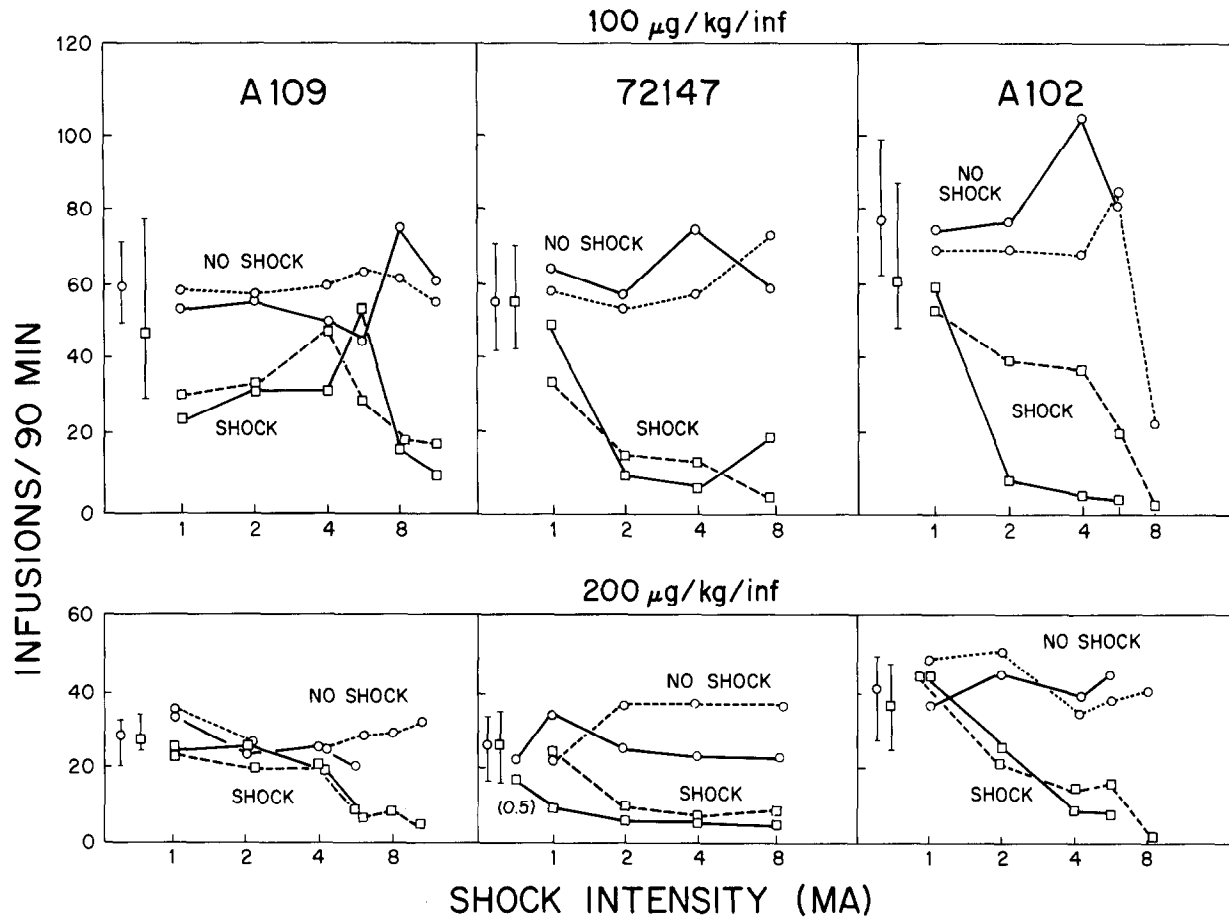 100 μg/kg/inf
A109
72147
A102
120
100
80
60
40
20
0
NO SHOCK
SHOCK
NO SHOCK
SHOCK
NO
SHOCK
SHOCK
1 2 4 8
1 2 4 8
1 2 4 8
200 μg/kg/inf
60
40
20
0
NO SHOCK
SHOCK
NO SHOCK
SHOCK
(0.5)
NO SHOCK
SHOCK
1 2 4 8
1 2 4 8
1 2 4 8
INFUSIONS/90 MIN
SHOCK INTENSITY (MA)